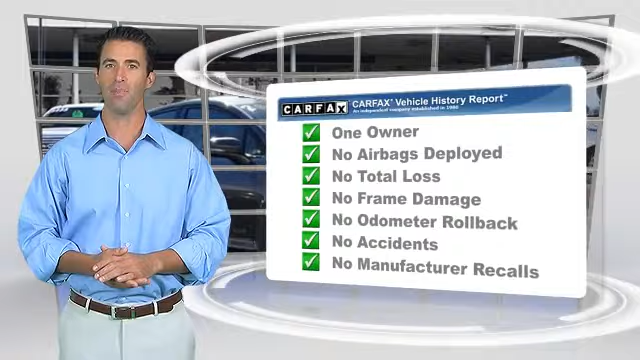 CARFAX CARFAX Vehicle History Report™
An independent company established in 1986
One Owner
No Airbags Deployed
No Total Loss
No Frame Damage
No Odometer Rollback
No Accidents
No Manufacturer Recalls